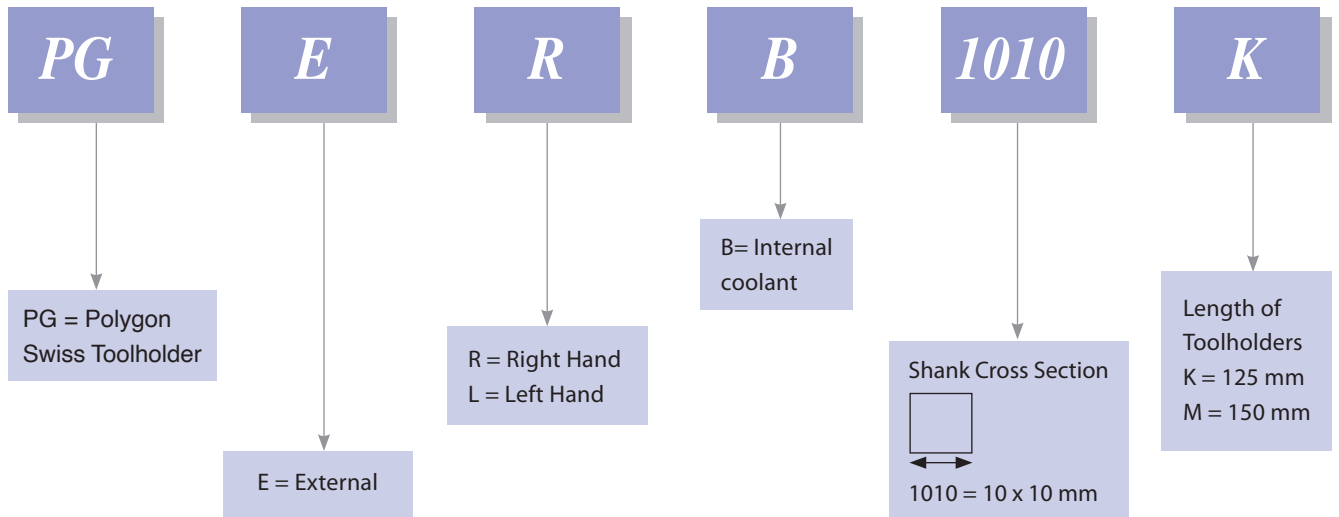 PG E R B 1010 K
PG = Polygon
Swiss Toolholder
E = External
R = Right Hand
L = Left Hand
B= Internal
coolant
Shank Cross Section
1010 = 10 x 10 mm
Length of
Toolholders
K = 125 mm
M = 150 mm